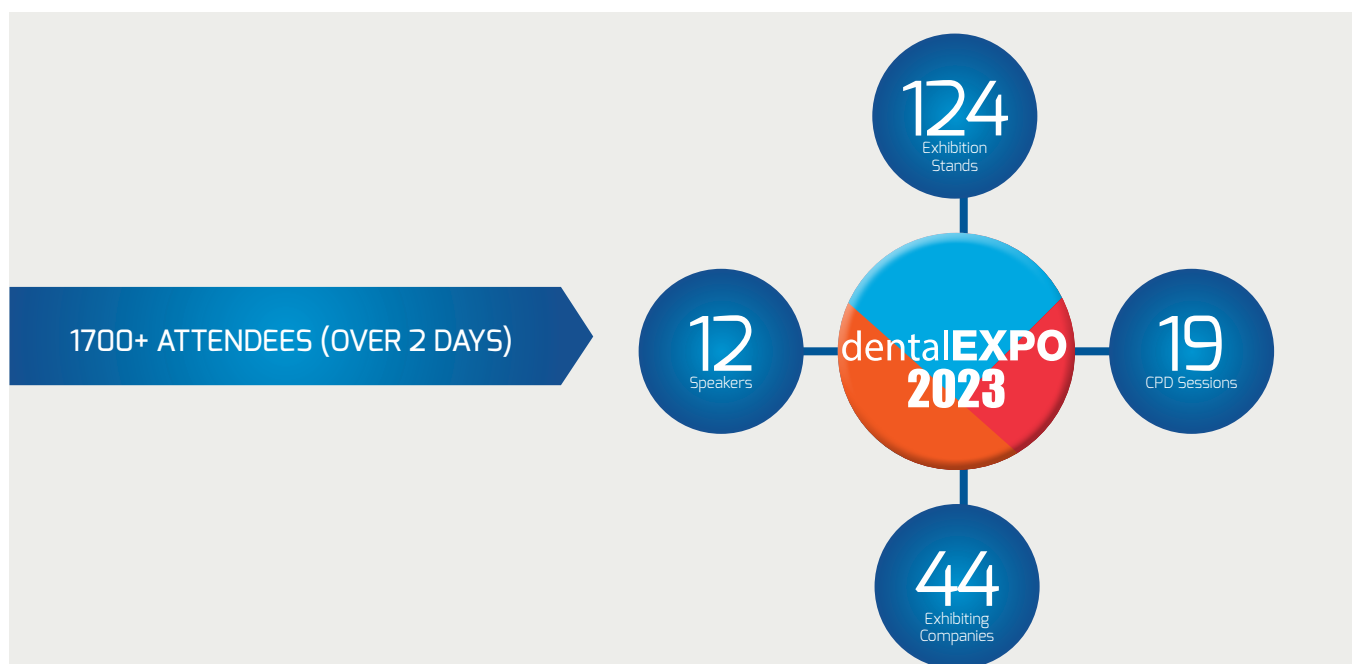 124
Exhibition
Stands
1700+ ATTENDEES (OVER 2 DAYS)
12
Speakers
dentalEXPO
2023
19
CPD Sessions
44
Exhibiting
Companies